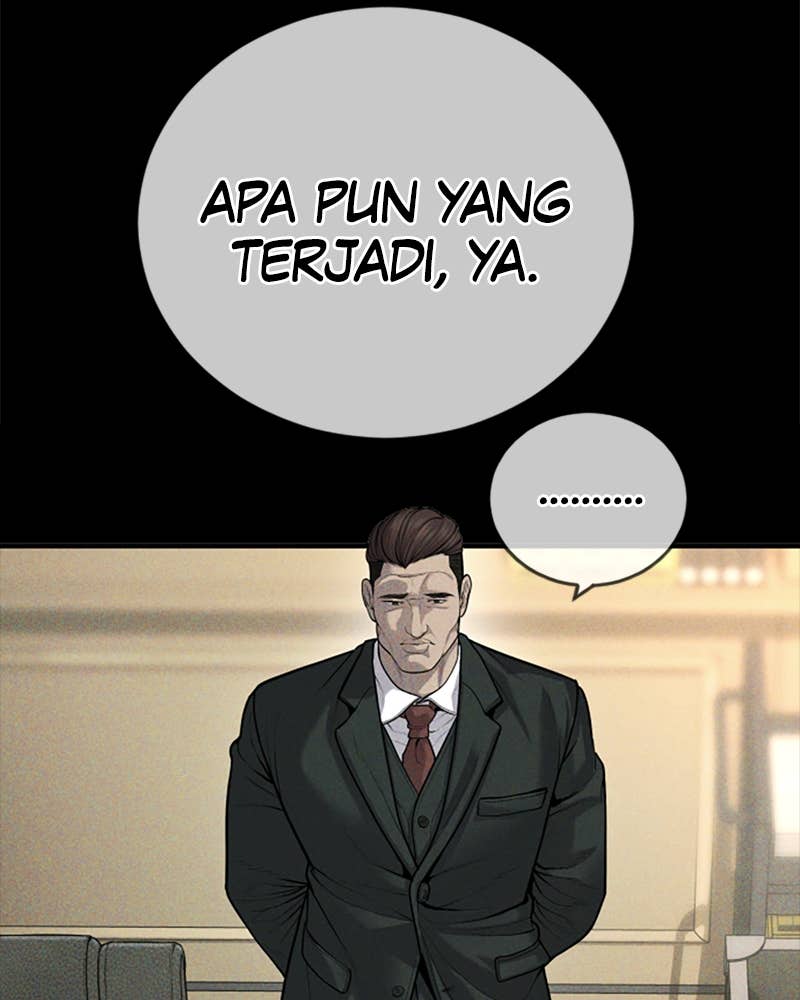 APA PUN YANG
TERJADI, YA.
..........